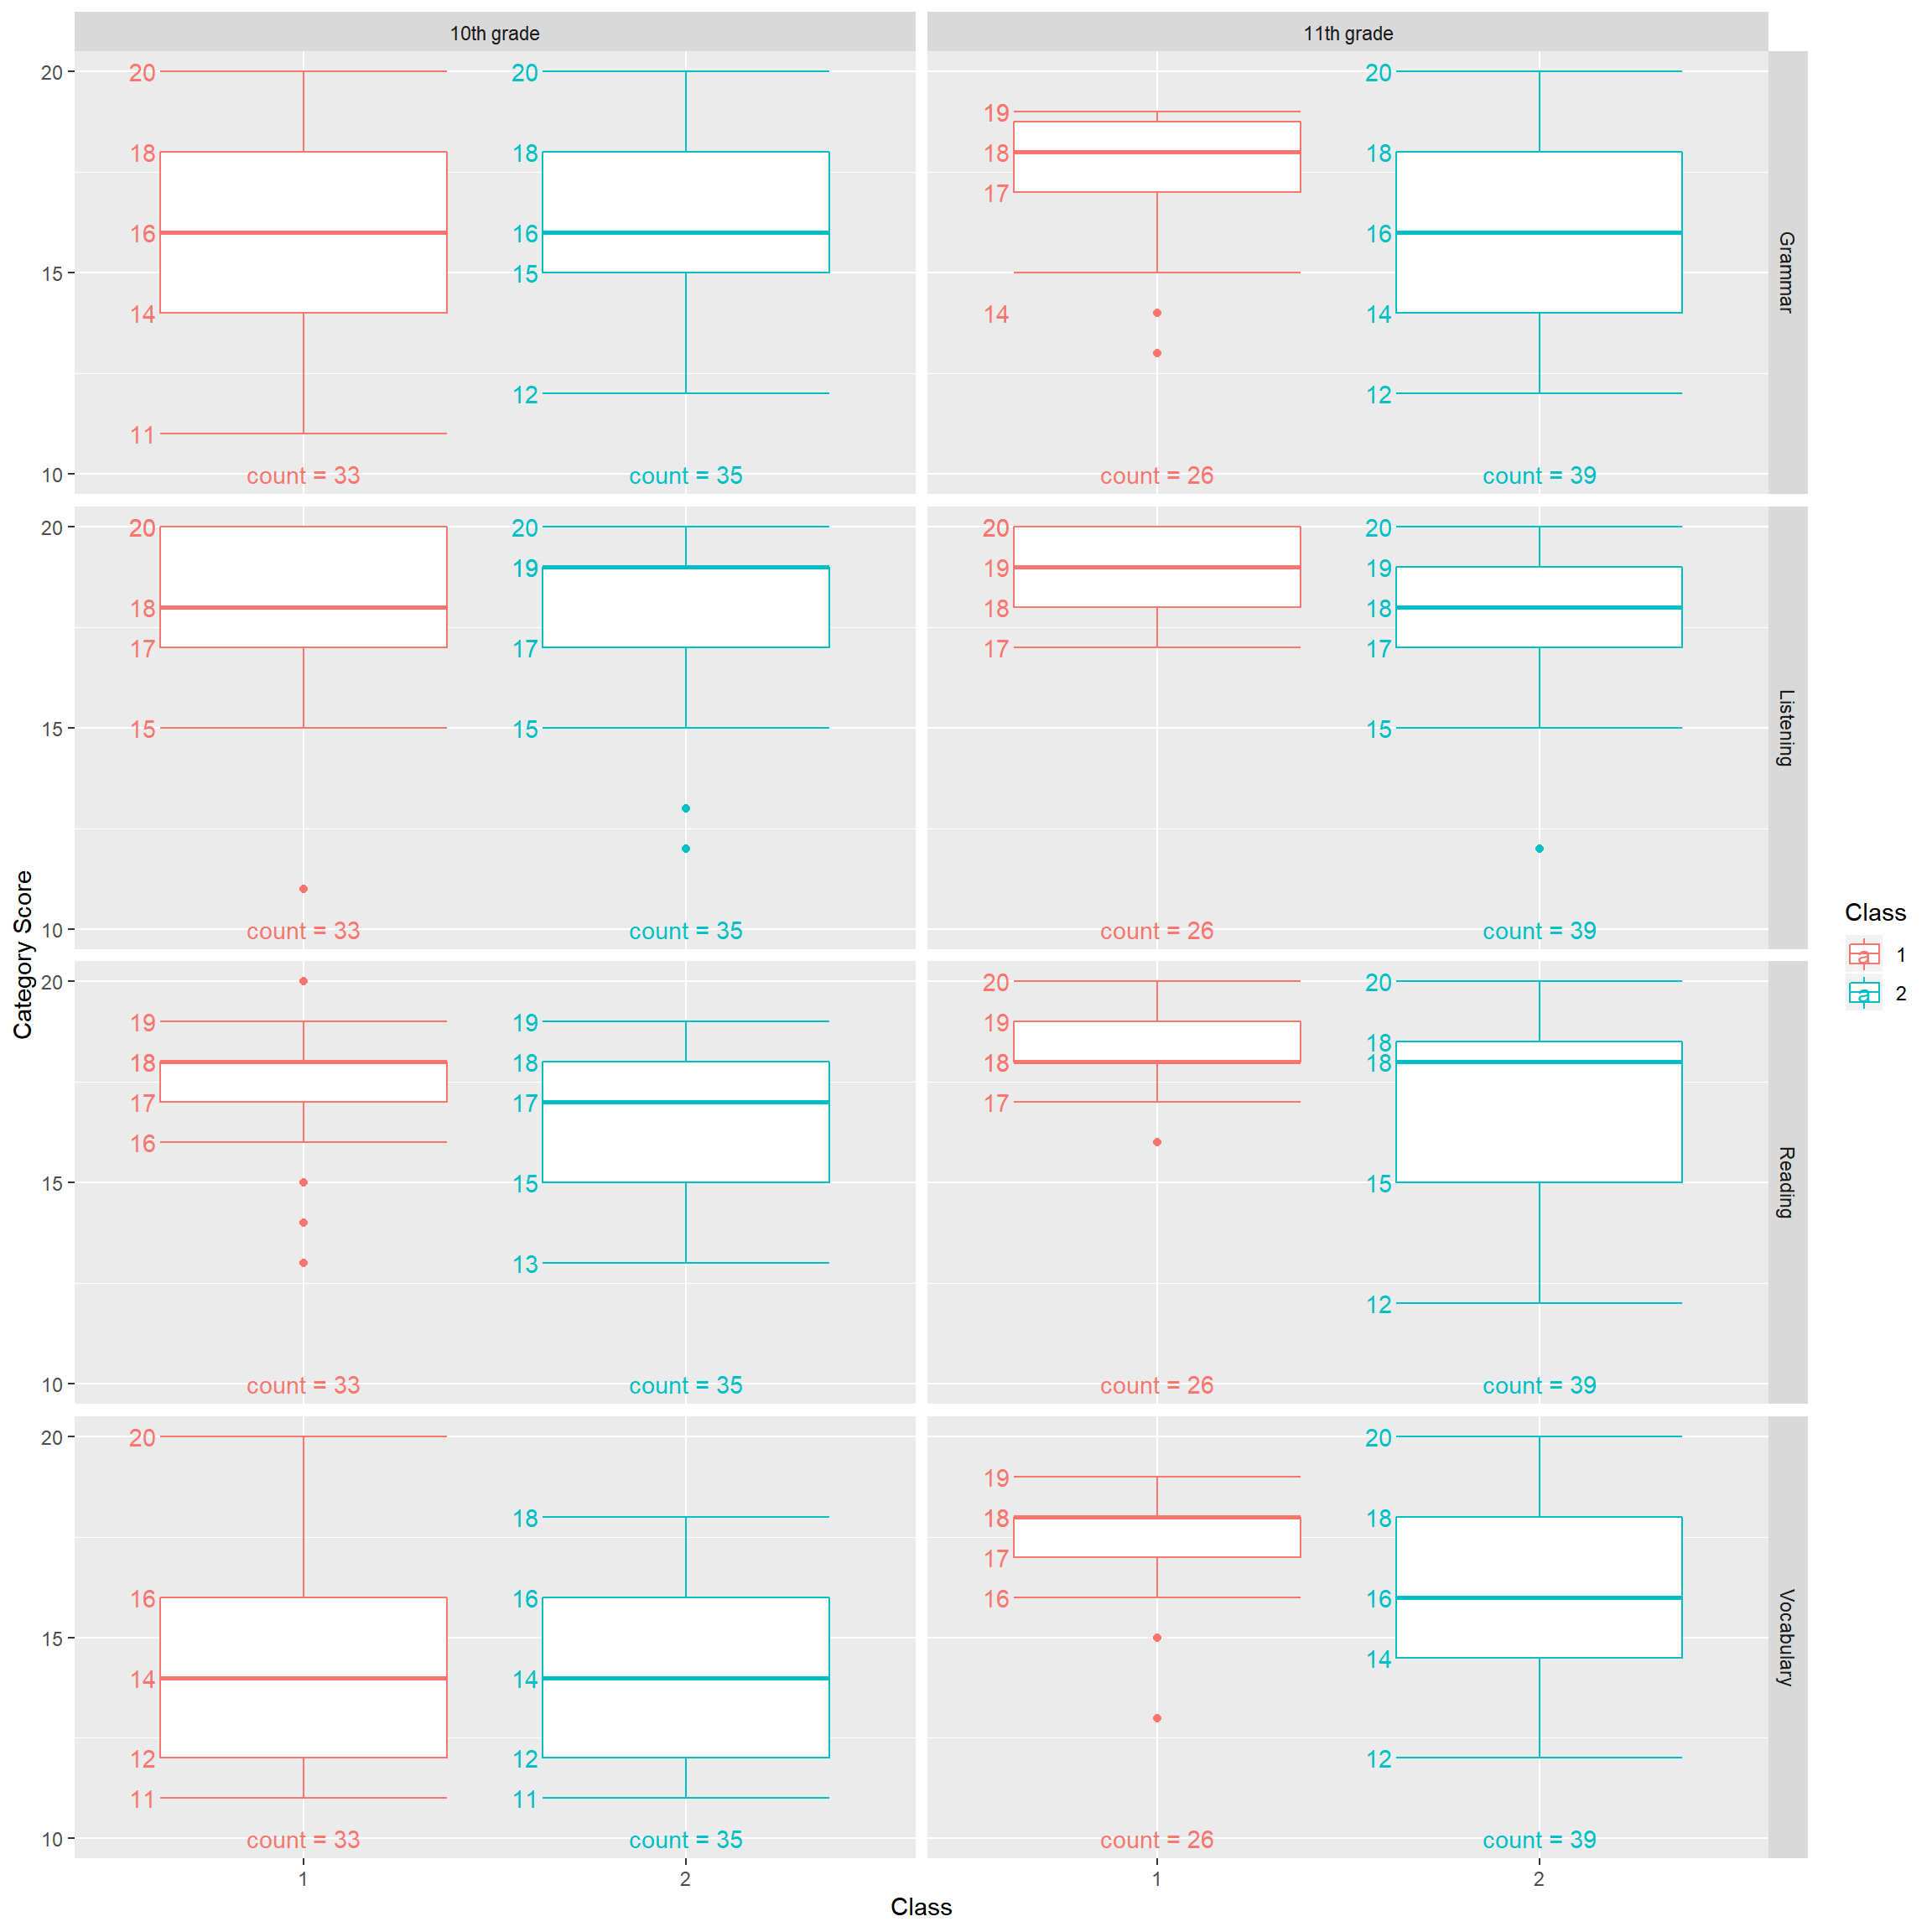 10th grade
11th grade
20
15
10
20 18 16 14 11
count = 33
20 18 16 15 12
count = 35
19 18 17 14
count = 26
20 18 16 14 12
count = 39
Grammar
20
15
10
20 18 17 15
count = 33
20 19 17 15
count = 35
20 19 18 17
count = 26
20 19 18 17 15
count = 39
Listening
20
15
10
19 18 17 16
count = 33
19 18 17 15 13
count = 35
20 19 18 17
count = 26
20 18 18 15 12
count = 39
Reading
20
15
10
20 16 14 12 11
count = 33
18 16 14 12 11
count = 35
19 18 17 16
count = 26
20 18 16 14 12
count = 39
Vocabulary
1 2 1 2
Class
Category Score
Class
a 1
a 2